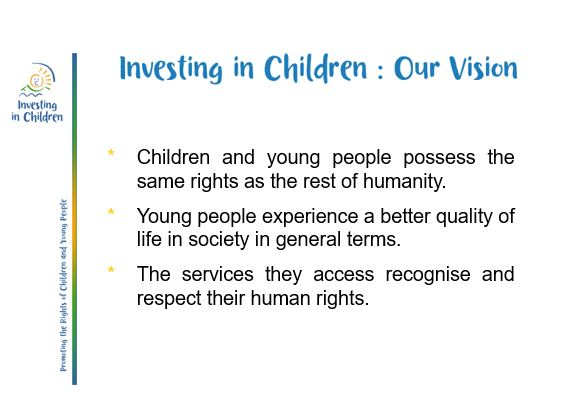 Investing in Children : Our Vision
Investing
in Children
* Children and young people possess the
same rights as the rest of humanity.
* Young people experience a better quality of
life in society in general terms.
* The services they access recognise and
respect their human rights.
Promoting the Rights of Children and Young People